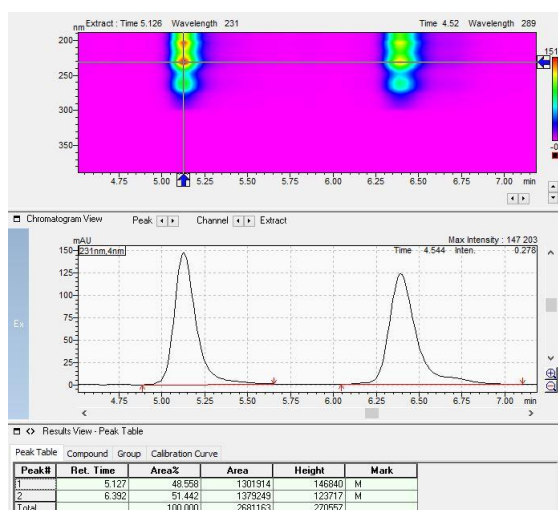 nm Extract : Time 5.126 Wavelength 231 Time 4.52 Wavelength 289
200
151
250
300
-0
350
4.75 5.00 5.25 5.50 5.75 6.00 6.25 6.50 6.75 7.00 min
Chromatogram View Peak Channel Extract
mAU Max Intensity : 147 203
150 231nm,4nm Time 4.544 Inten. 0.278
125
100
Ex
75
50
25
0
4.75 5.00 5.25 5.50 5.75 6.00 6.25 6.50 6.75 7.00 min
Results View - Peak Table
Peak Table Compound Group Calibration Curve
Peak# Ret. Time Area% Area Height Mark
1 5.127 48.558 1301914 146840 M
2 6.392 51.442 1379249 123717 M
Total 100.000 2681163 270557